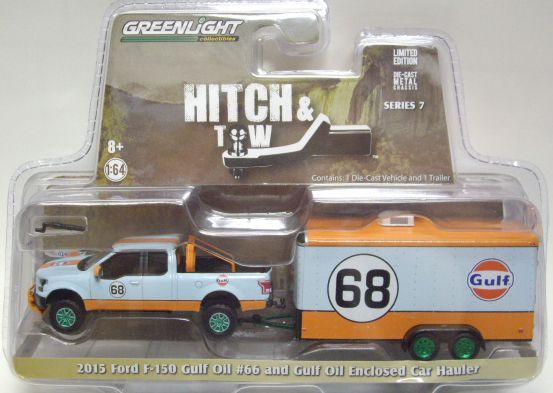 GREENLIGHT
collectibles
LIMITED
EDITION
DIE-CAST
METAL
CHASSIS
HITCH &
TOW
SERIES 7
8+
1:64
Contains: 1 Die-Cast Vehicle and 1 Trailer
68
Gulf
68
Gulf
2015 Ford F-150 Gulf Oil #66 and Gulf Oil Enclosed Car Hauler